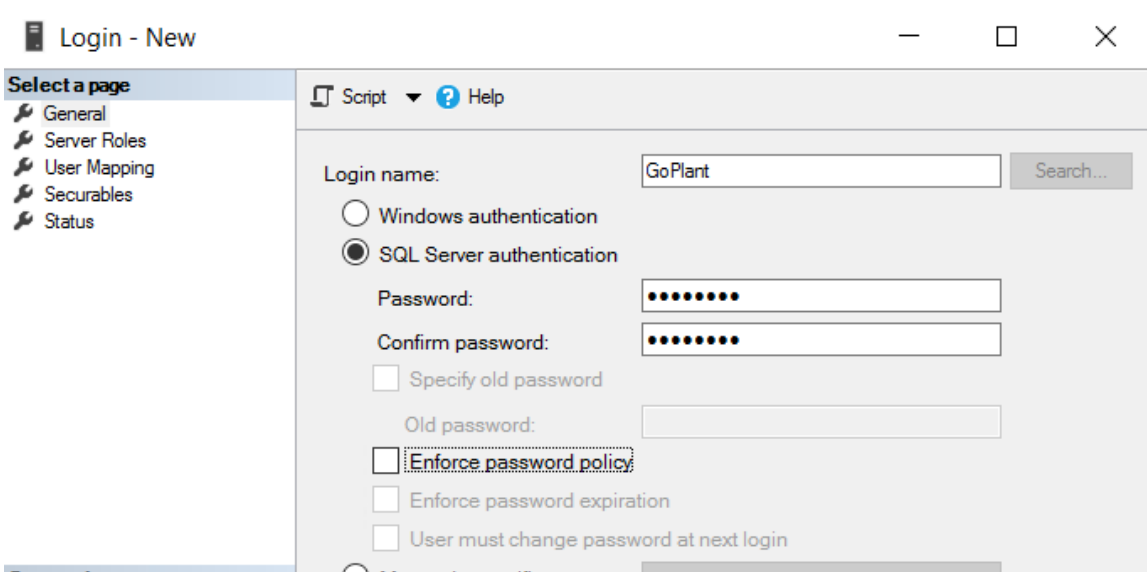 Login - New
Select a page
General
Server Roles
User Mapping
Securables
Status
Script
Help
Login name:
GoPlant
Search...
Windows authentication
SQL Server authentication
Password:
Confirm password:
Specify old password
Old password:
Enforce password policy
Enforce password expiration
User must change password at next login